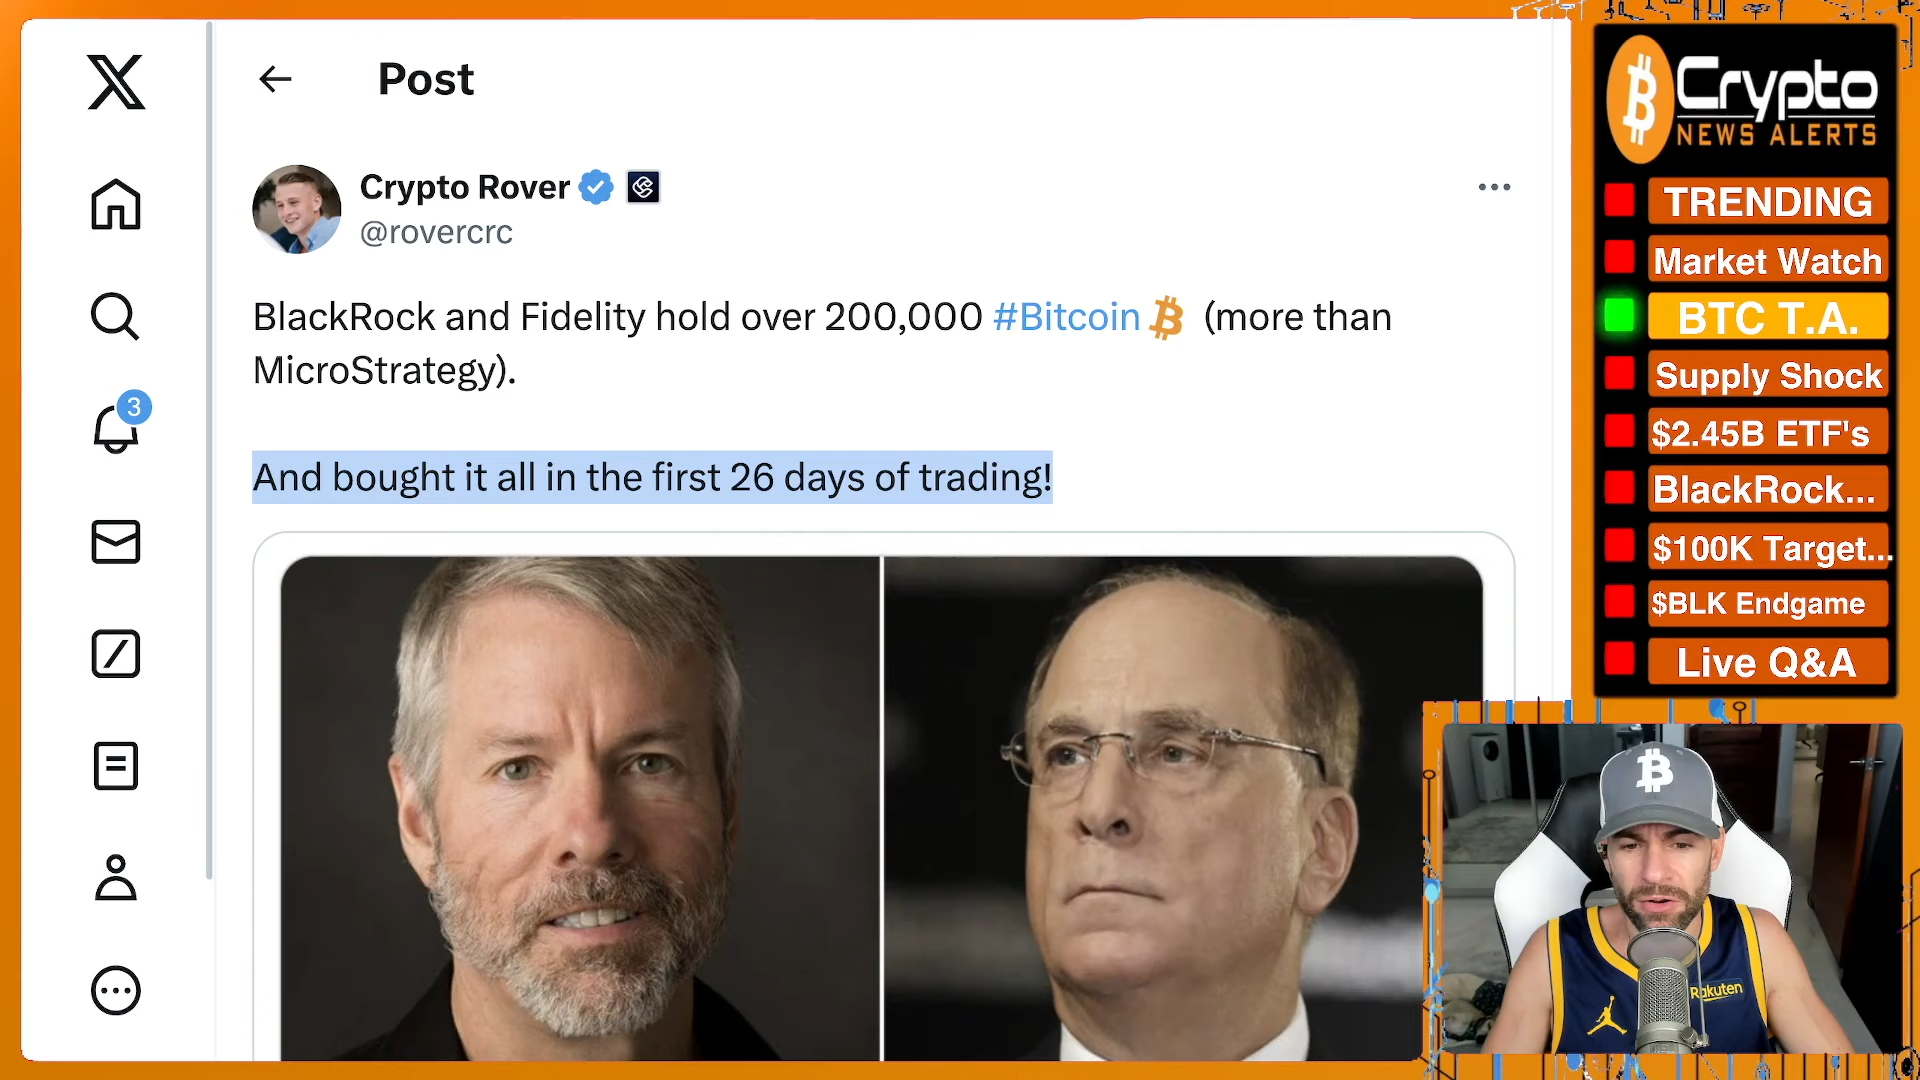 Post
Crypto Rover
@rovercrc
BlackRock and Fidelity hold over 200,000 #Bitcoin (more than
MicroStrategy).
And bought it all in the first 26 days of trading!
3
Crypto
NEWS ALERTS
TRENDING
Market Watch
BTC T.A.
Supply Shock
$2.45B ETF's
BlackRock...
$100K Target...
$BLK Endgame
Live Q&A
Rakuten